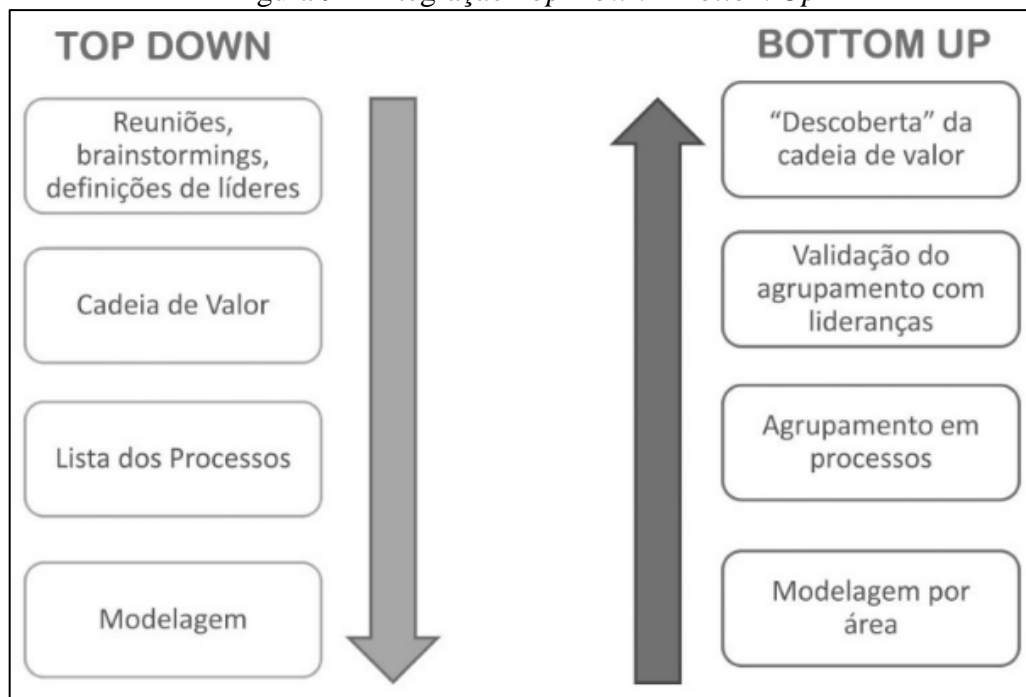 TOP DOWN
Reuniões,
brainstormings,
definições de líderes
Cadeia de Valor
Lista dos Processos
Modelagem
BOTTOM UP
“Descoberta” da
cadeia de valor
Validação do
agrupamento com
lideranças
Agrupamento em
processos
Modelagem por
área